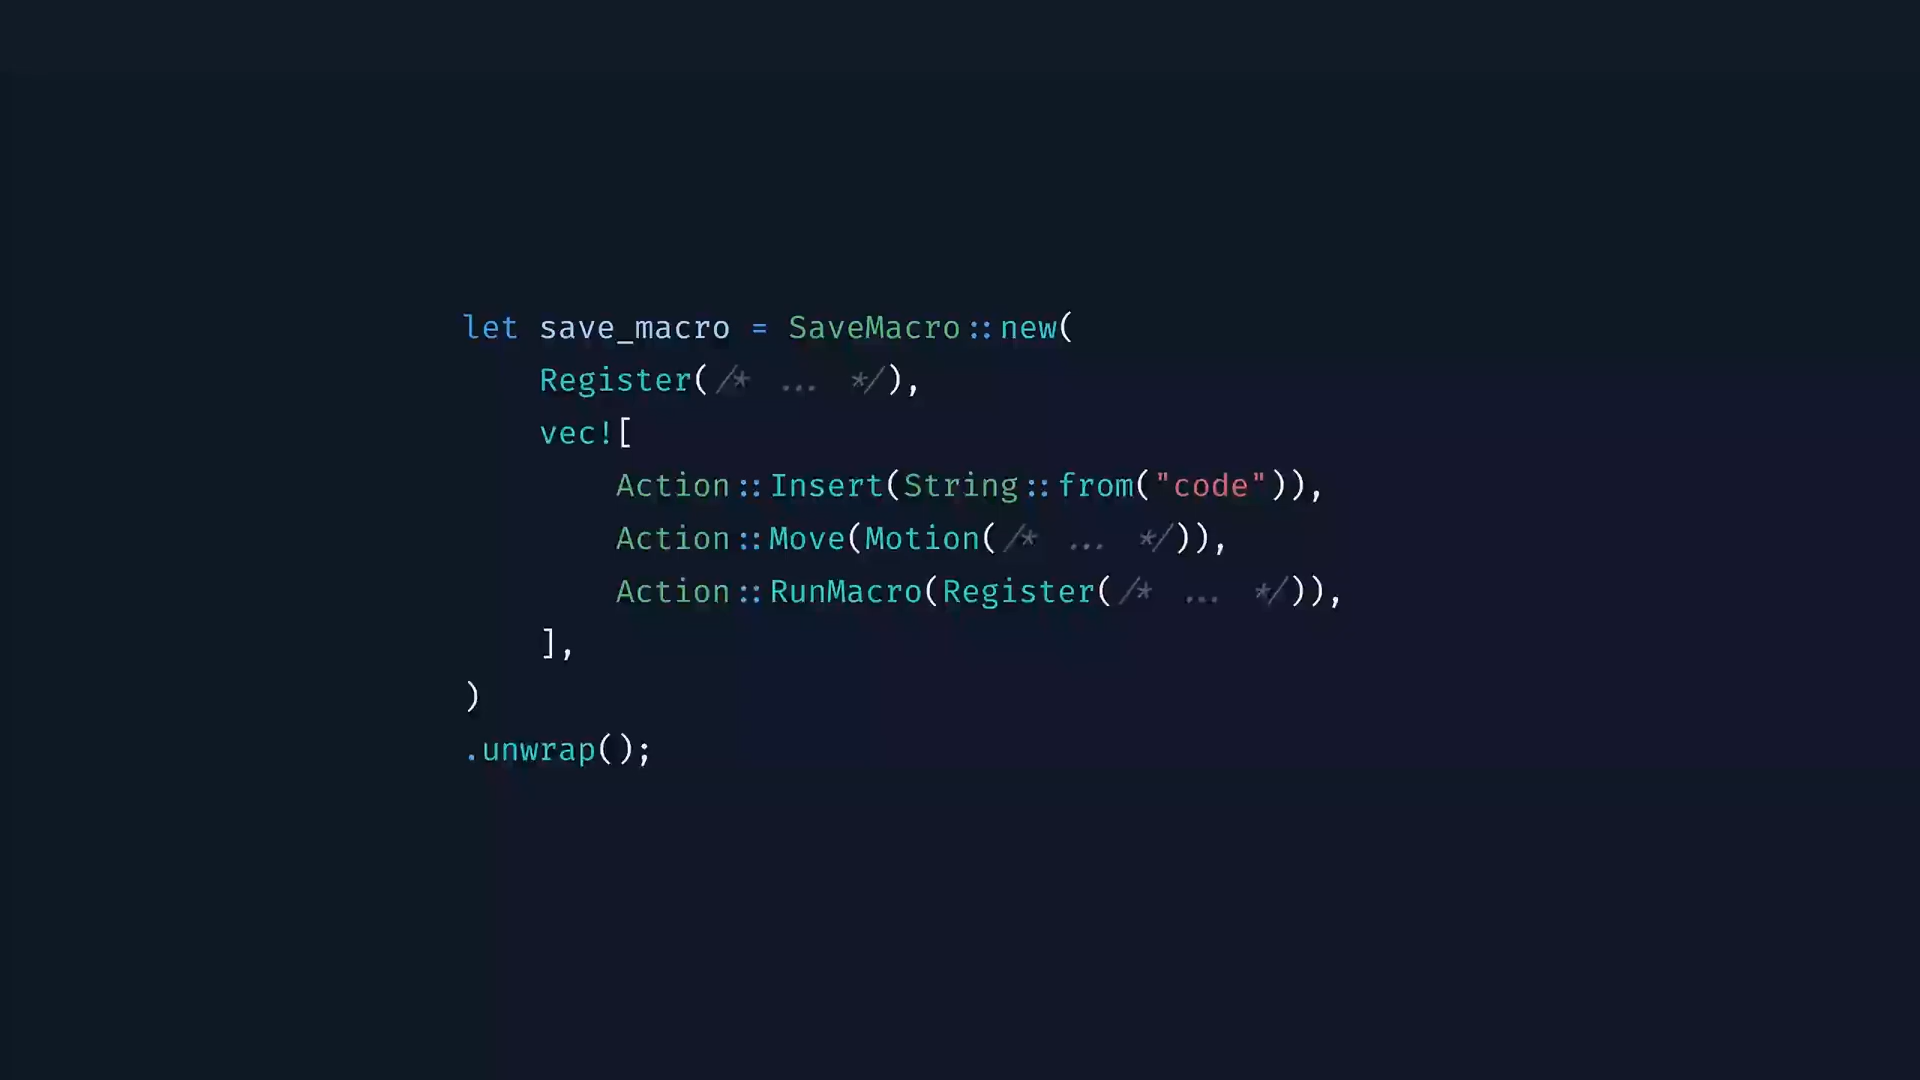 let save_macro = SaveMacro::new(
    Register(/* ... */),
    vec![
        Action::Insert(String::from("code")),
        Action::Move(Motion(/* ... */)),
        Action::RunMacro(Register(/* ... */)),
    ],
)
.unwrap();